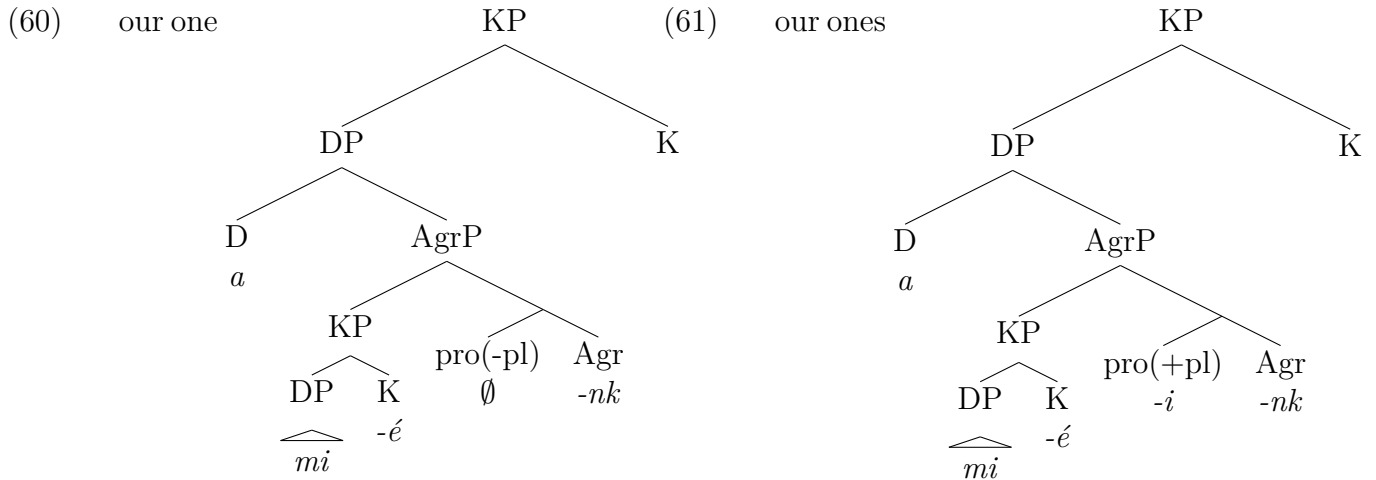 (60) our one KP (61) our ones KP
DP K DP K
D AgrP D AgrP
a a
KP KP
pro(-pl) Agr pro(+pl) Agr
DP K ∅ -nk DP K -i -nk
-é -é
mi mi